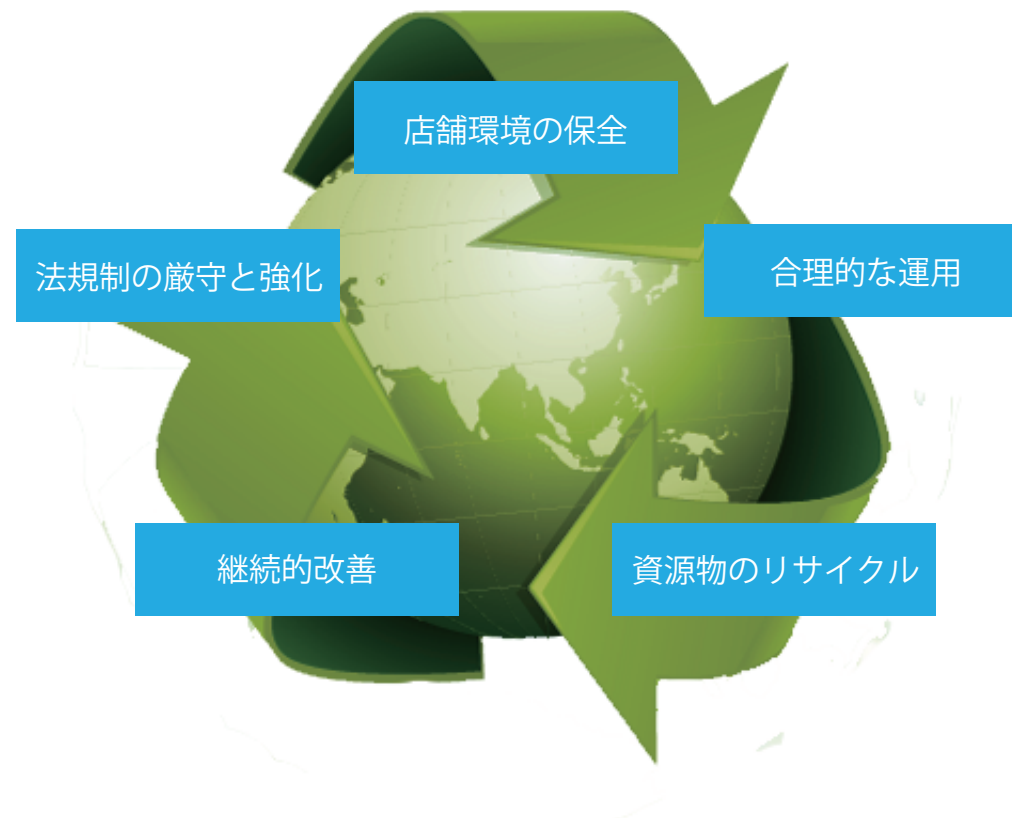 店舗環境の保全
法規制の厳守と強化
合理的な運用
継続的改善
資源物のリサイクル